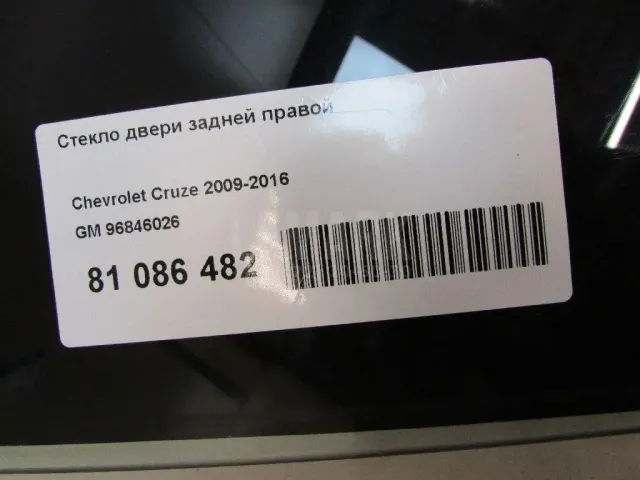 Стекло двери задней правой
Chevrolet Cruze 2009-2016
GM 96846026
81 086 482